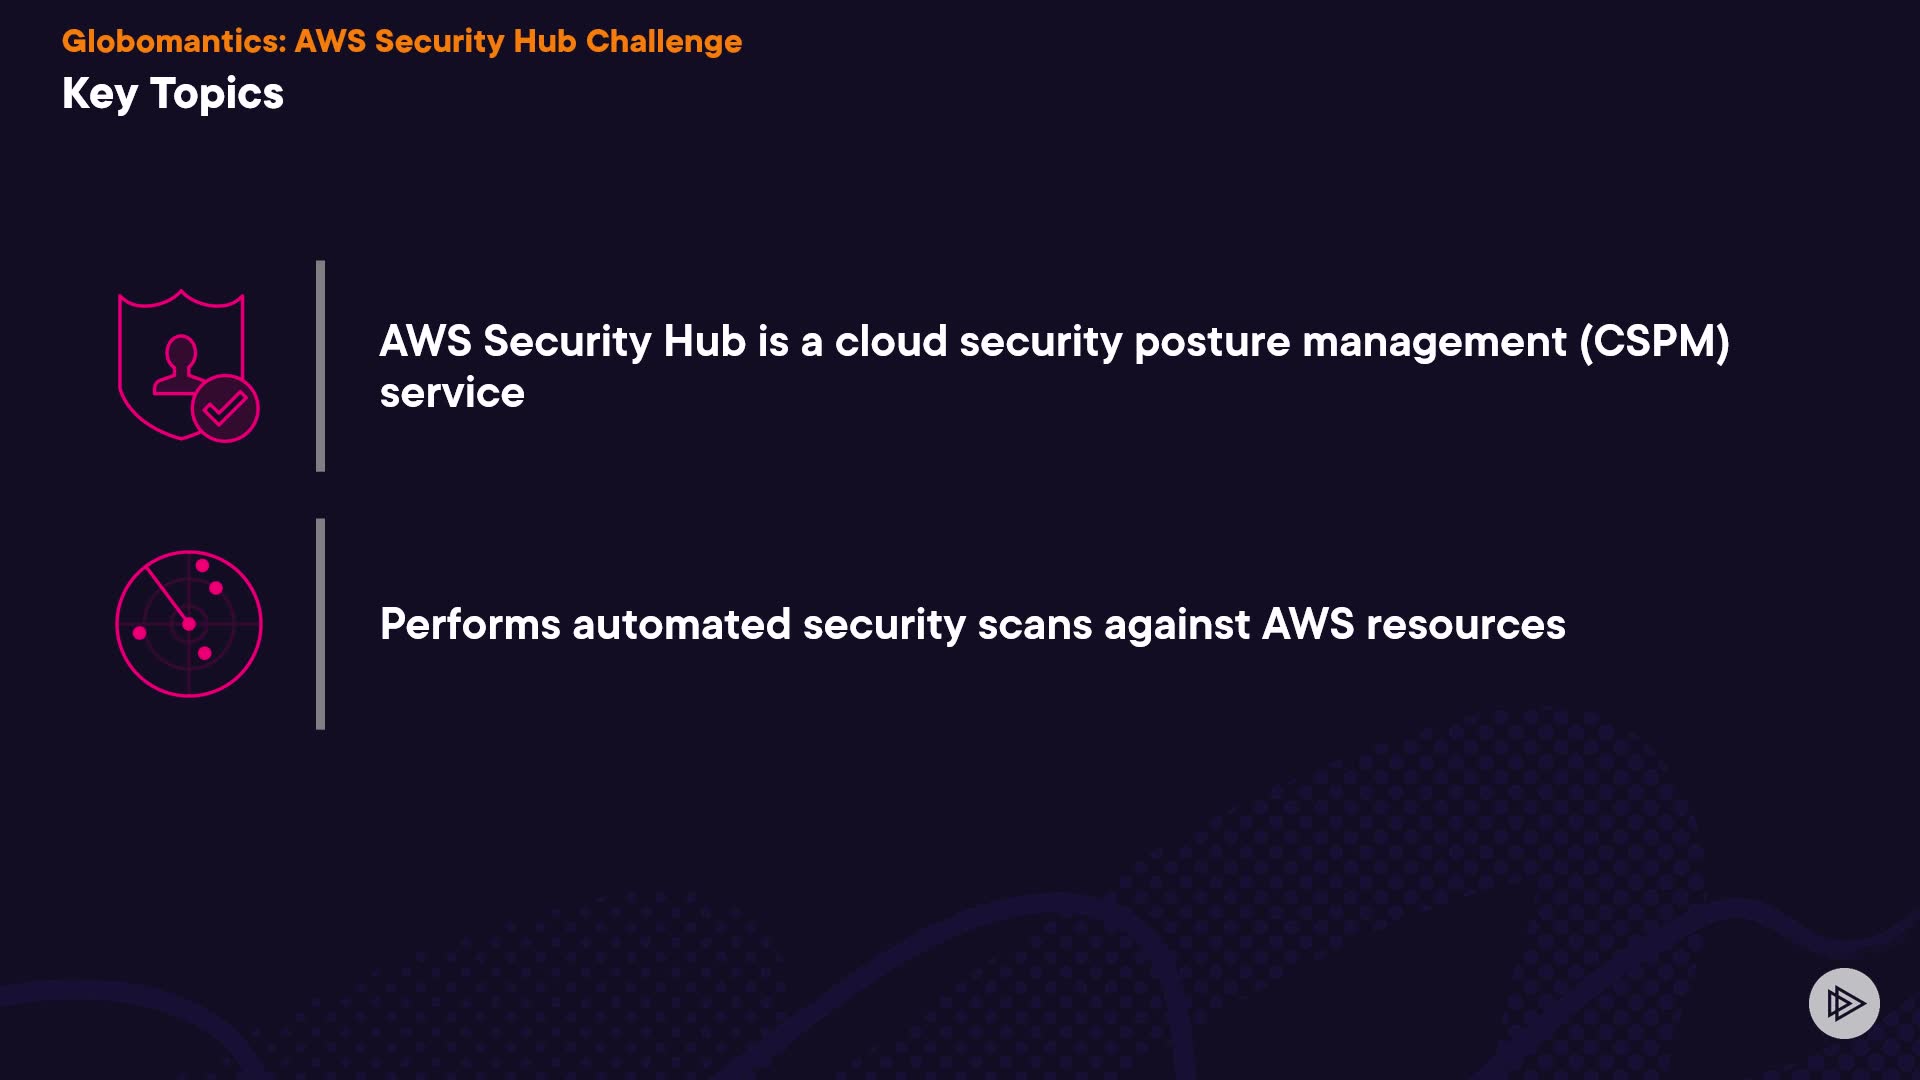 Globomantics: AWS Security Hub Challenge
Key Topics
AWS Security Hub is a cloud security posture management (CSPM)
service
Performs automated security scans against AWS resources